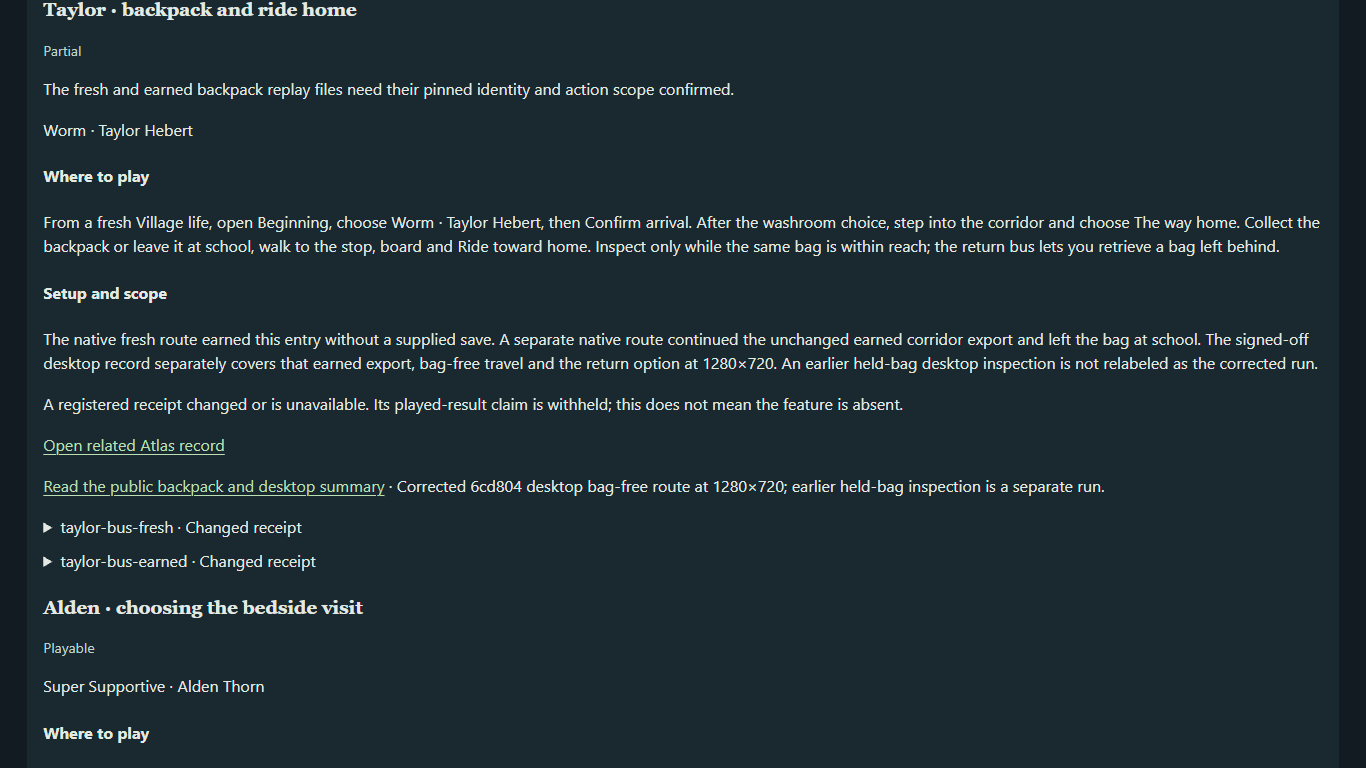 Taylor · backpack and ride home
Partial
The fresh and earned backpack replay files need their pinned identity and action scope confirmed.
Worm · Taylor Hebert
Where to play
From a fresh Village life, open Beginning, choose Worm · Taylor Hebert, then Confirm arrival. After the washroom choice, step into the corridor and choose The way home. Collect the
backpack or leave it at school, walk to the stop, board and Ride toward home. Inspect only while the same bag is within reach; the return bus lets you retrieve a bag left behind.
Setup and scope
The native fresh route earned this entry without a supplied save. A separate native route continued the unchanged earned corridor export and left the bag at school. The signed-off
desktop record separately covers that earned export, bag-free travel and the return option at 1280×720. An earlier held-bag desktop inspection is not relabeled as the corrected run.
A registered receipt changed or is unavailable. Its played-result claim is withheld; this does not mean the feature is absent.
Open related Atlas record
Read the public backpack and desktop summary · Corrected 6cd804 desktop bag-free route at 1280×720; earlier held-bag inspection is a separate run.
▶ taylor-bus-fresh · Changed receipt
▶ taylor-bus-earned · Changed receipt
Alden · choosing the bedside visit
Playable
Super Supportive · Alden Thorn
Where to play